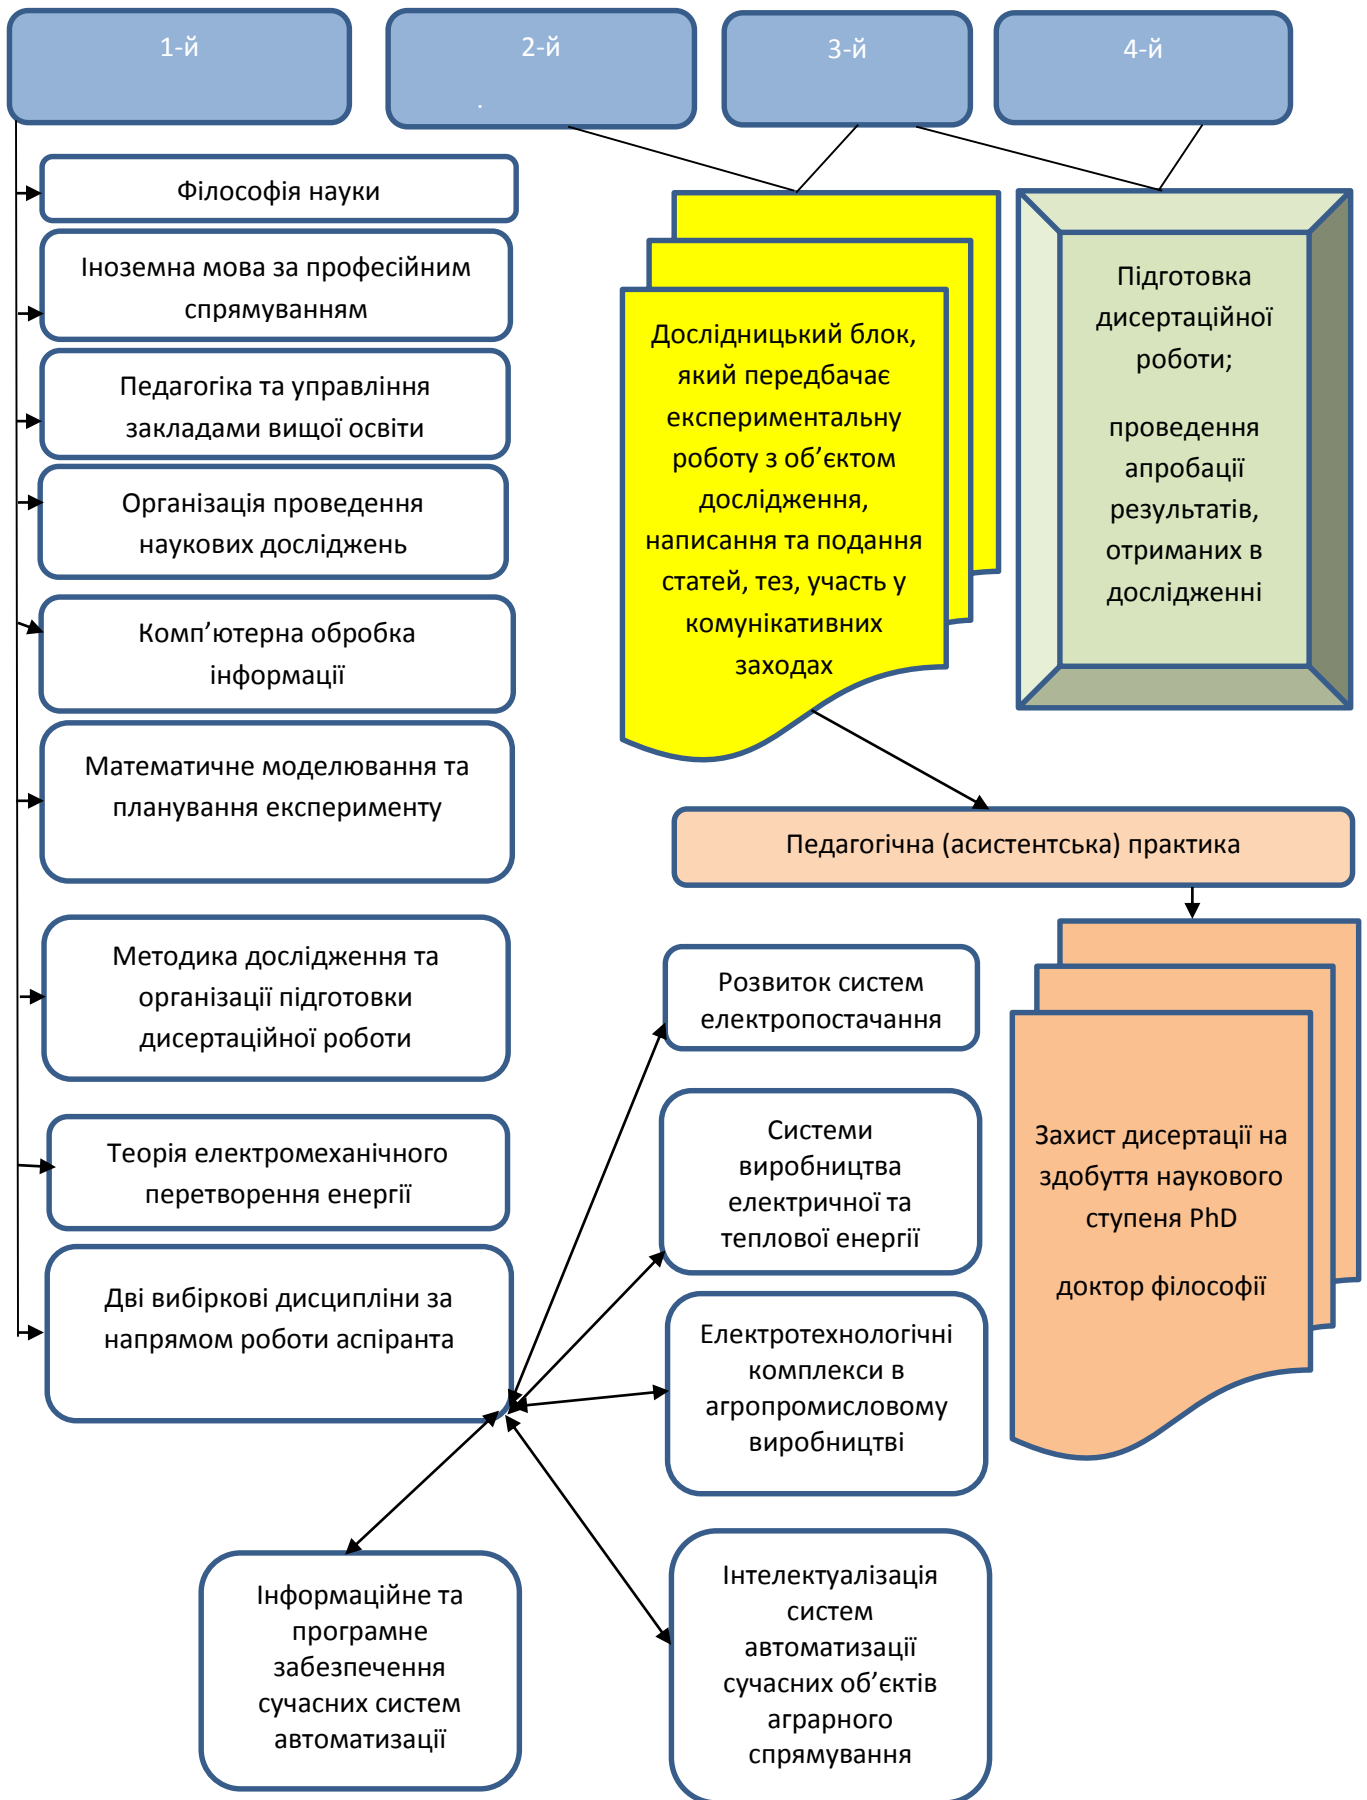 1-й
2-й
.
3-й
4-й
Філософія науки
Іноземна мова за професійним
спрямуванням
Педагогіка та управління
закладами вищої освіти
Організація проведення
наукових досліджень
Комп’ютерна обробка
інформації
Математичне моделювання та
планування експерименту
Методика дослідження та
організації підготовки
дисертаційної роботи
Теорія електромеханічного
перетворення енергії
Дві вибіркові дисципліни за
напрямом роботи аспіранта
Дослідницький блок,
який передбачає
експериментальну
роботу з об’єктом
дослідження,
написання та подання
статей, тез, участь у
комунікативних
заходах
Підготовка
дисертаційної
роботи;
проведення
апробації
результатів,
отриманих в
дослідженні
Педагогічна (асистентська) практика
Розвиток систем
електропостачання
Системи
виробництва
електричної та
теплової енергії
Електротехнологічні
комплекси в
агропромисловому
виробництві
Захист дисертації на
здобуття наукового
ступеня PhD
доктор філософії
Інформаційне та
програмне
забезпечення
сучасних систем
автоматизації
Інтелектуалізація
систем
автоматизації
сучасних об’єктів
аграрного
спрямування